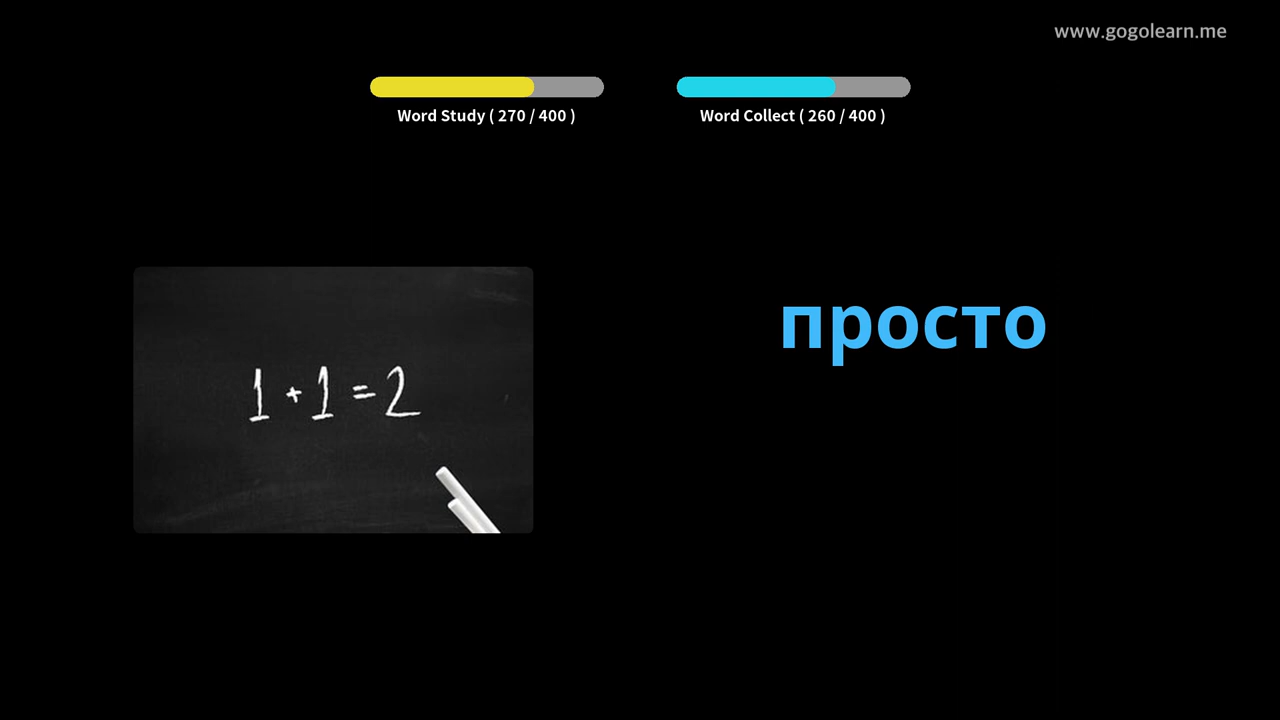 www.gogolearn.me
Word Study ( 270 / 400 )
Word Collect ( 260 / 400 )
1 + 1 = 2
просто